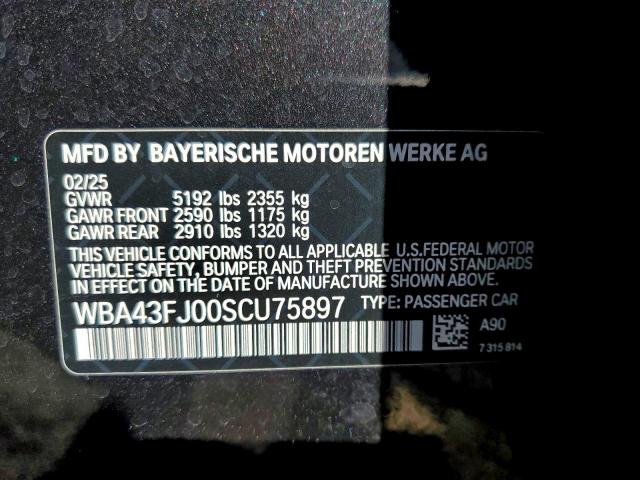 MFD BY BAYERISCHE MOTOREN WERKE AG
02/25
GVWR 5192 lbs 2355 kg
GAWR FRONT 2590 lbs 1175 kg
GAWR REAR 2910 lbs 1320 kg
THIS VEHICLE CONFORMS TO ALL APPLICABLE U.S.FEDERAL MOTOR
VEHICLE SAFETY, BUMPER AND THEFT PREVENTION STANDARDS
IN EFFECT ON THE DATE OF MANUFACTURE SHOWN ABOVE.
WBA43FJ00SCU75897 TYPE: PASSENGER CAR
A90
7 315 814